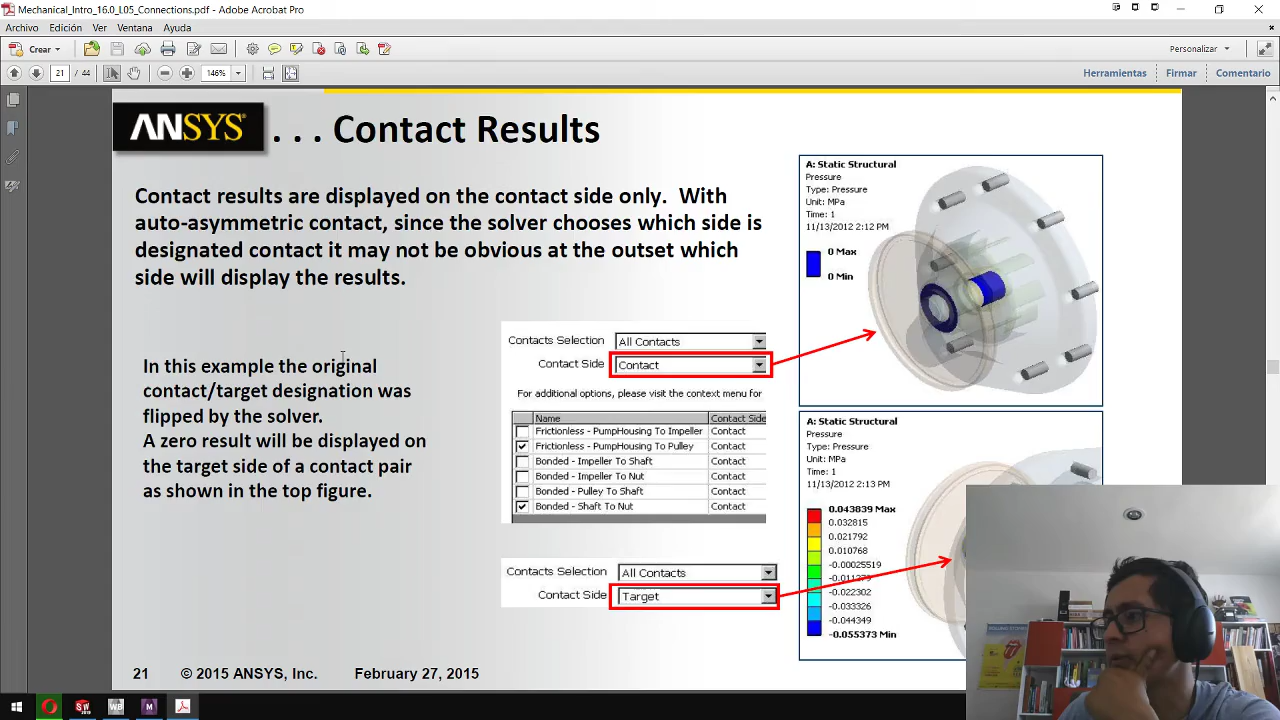 Mechanical_Intro_16.0_L05_Connections.pdf - Adobe Acrobat Pro
Archivo Edición Ver Ventana Ayuda
Crear
Personalizar
21 / 44
146%
Herramientas Firmar Comentario
ANSYS
. . . Contact Results
Contact results are displayed on the contact side only. With
auto-asymmetric contact, since the solver chooses which side is
designated contact it may not be obvious at the outset which
side will display the results.
A: Static Structural
Pressure
Type: Pressure
Unit: MPa
Time: 1
11/13/2012 2:12 PM
0 Max
0 Min
In this example the original
contact/target designation was
flipped by the solver.
A zero result will be displayed on
the target side of a contact pair
as shown in the top figure.
Contacts Selection All Contacts
Contact Side Contact
For additional options, please visit the context menu for
Name Contact Side
Frictionless - PumpHousing To Impeller Contact
Frictionless - PumpHousing To Pulley Contact
Bonded - Impeller To Shaft Contact
Bonded - Impeller To Nut Contact
Bonded - Pulley To Shaft Contact
Bonded - Shaft To Nut Contact
Contacts Selection All Contacts
Contact Side Target
A: Static Structural
Pressure
Type: Pressure
Unit: MPa
Time: 1
11/13/2012 2:13 PM
0.043839 Max
0.032815
0.021792
0.010768
-0.00025519
-0.011279
-0.022302
-0.033326
-0.044349
-0.055373 Min
21 © 2015 ANSYS, Inc. February 27, 2015